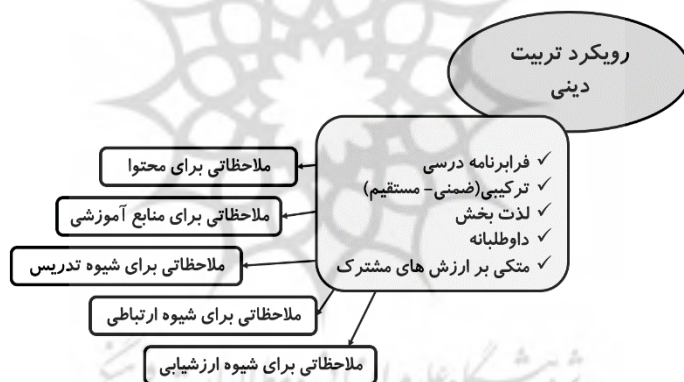 رویکرد تربیت
دینی
✓ فرابرنامه درسی
✓ ترکیبی(ضمنی- مستقیم)
✓ لذت بخش
✓ داوطلبانه
✓ متکی بر ارزش های مشترک
ملاحظاتی برای محتوا
ملاحظاتی برای منابع آموزشی
ملاحظاتی برای شیوه تدریس
ملاحظاتی برای شیوه ارتباطی
ملاحظاتی برای شیوه ارزشیابی